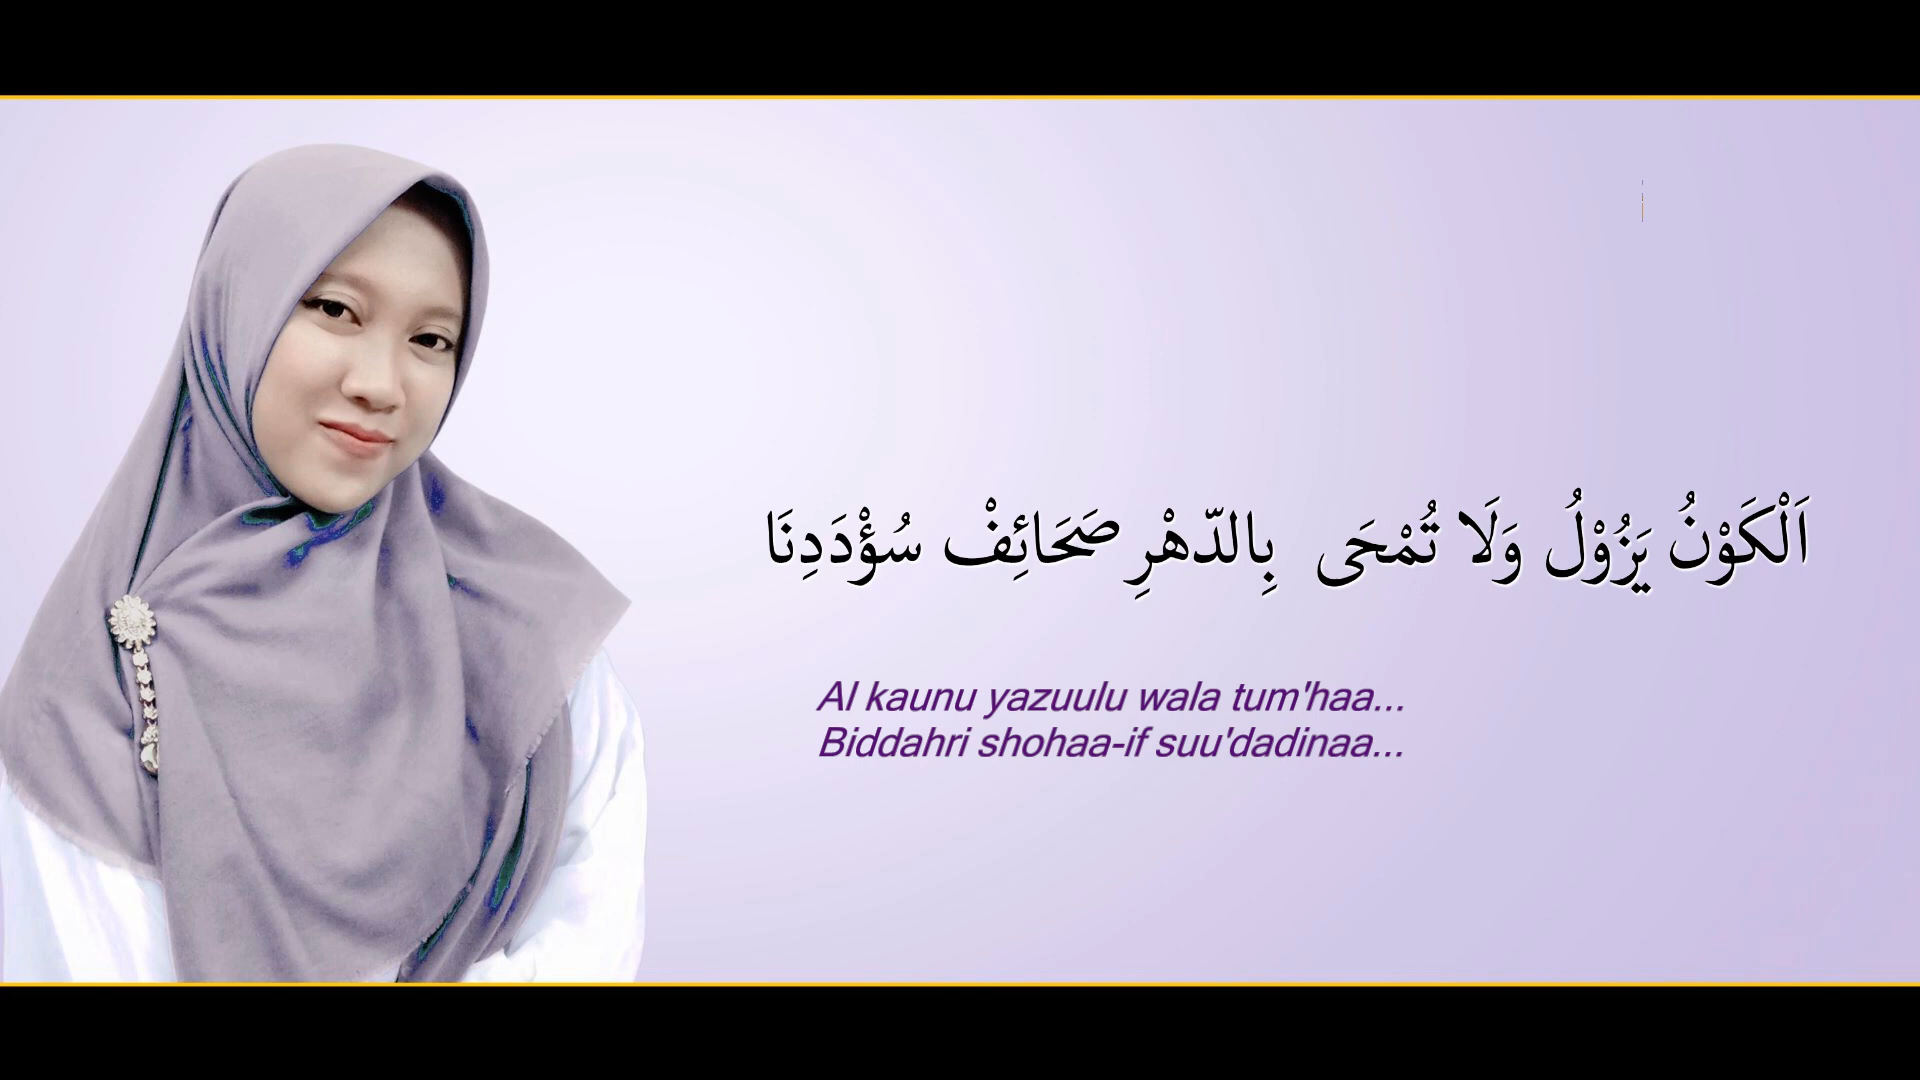 اَلْكَوْنُ يَزُوْلُ وَلَا تُمْحَى بِالدّهْرِ صَحَائِفْ سُؤْدَدِنَا
Al kaunu yazuulu wala tum'haa...
Biddahri shohaa-if suu'dadinaa...